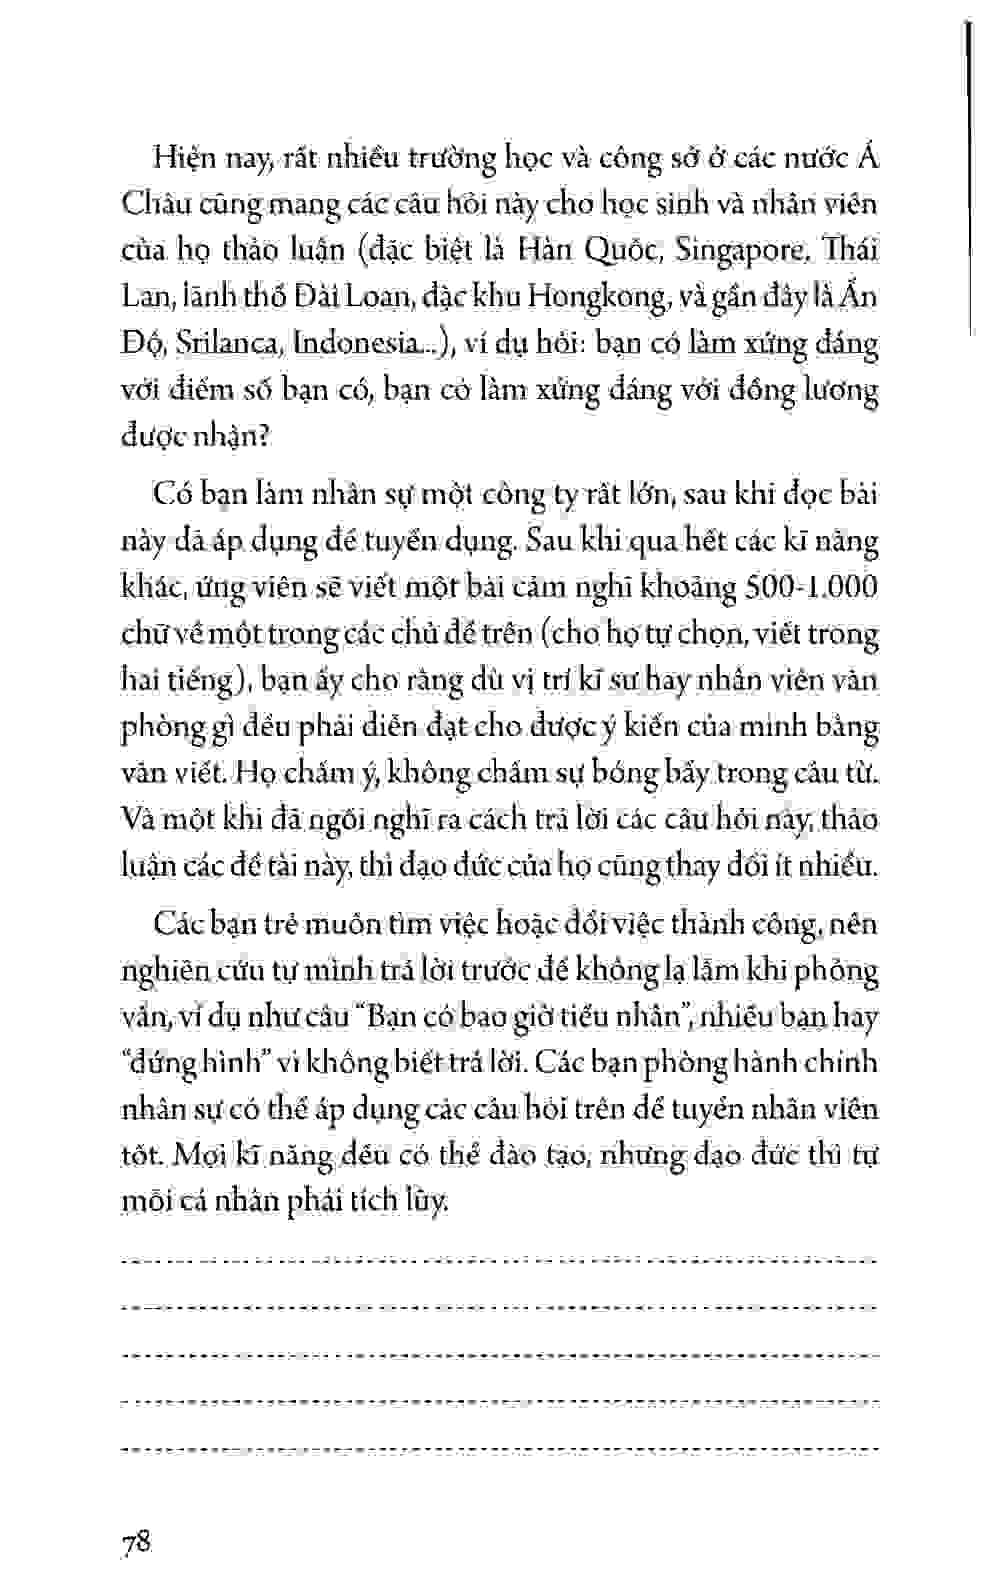 Hiện nay, rất nhiều trường học và công sở ở các nước Á
Châu cũng mang các câu hỏi này cho học sinh và nhân viên
của họ thảo luận (đặc biệt là Hàn Quốc, Singapore, Thái
Lan, lãnh thổ Đài Loan, đặc khu Hongkong, và gần đây là Ấn
Độ, Srilanca, Indonesia...), ví dụ hỏi: bạn có làm xứng đáng
với điểm số bạn có, bạn có làm xứng đáng với đồng lương
được nhận?
Có bạn làm nhân sự một công ty rất lớn, sau khi đọc bài
này đã áp dụng để tuyển dụng. Sau khi qua hết các kĩ năng
khác, ứng viên sẽ viết một bài cảm nghĩ khoảng 500-1.000
chữ về một trong các chủ đề trên (cho họ tự chọn, viết trong
hai tiếng), bạn ấy cho rằng dù vị trí kĩ sư hay nhân viên văn
phòng gì đều phải diễn đạt cho được ý kiến của mình bằng
văn viết. Họ chấm ý, không chấm sự bóng bẩy trong câu từ.
Và một khi đã ngồi nghĩ ra cách trả lời các câu hỏi này, thảo
luận các đề tài này, thì đạo đức của họ cũng thay đổi ít nhiều.
Các bạn trẻ muốn tìm việc hoặc đổi việc thành công, nên
nghiên cứu tự mình trả lời trước để không lạ lẫm khi phỏng
vấn, ví dụ như câu “Bạn có bao giờ tiểu nhân”, nhiều bạn hay
“đứng hình” vì không biết trả lời. Các bạn phòng hành chính
nhân sự có thể áp dụng các câu hỏi trên để tuyển nhân viên
tốt. Mọi kĩ năng đều có thể đào tạo, nhưng đạo đức thì tự
mỗi cá nhân phải tích lũy.
78